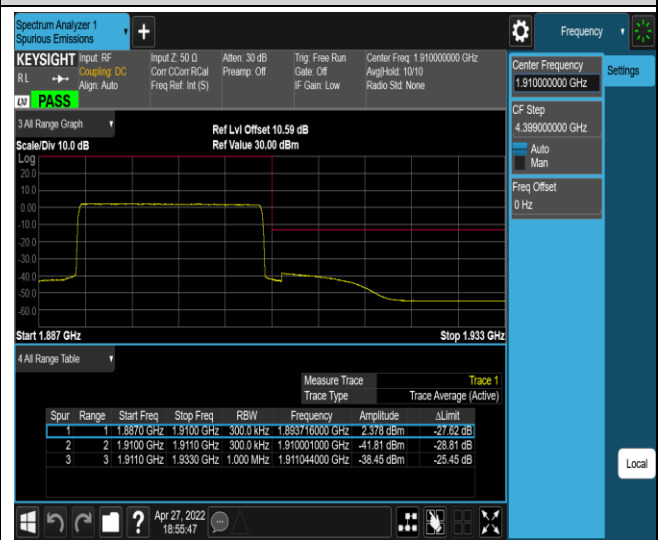 Spectrum Analyzer 1
Spurious Emissions
+
Frequency
KEYSIGHT
RL
Input: RF
Coupling: DC
Align: Auto
Input Z: 50 Ω
Corr CCorr RCal
Freq Ref: Int (S)
Atten: 30 dB
Preamp: Off
Trig: Free Run
Gate: Off
IF Gain: Low
Center Freq: 1.910000000 GHz
Avg|Hold: 10/10
Radio Std: None
LXI PASS
Center Frequency
1.910000000 GHz
Settings
CF Step
4.399000000 GHz
Auto
Man
Freq Offset
0 Hz
3 All Range Graph
Scale/Div 10.0 dB
Ref Lvl Offset 10.59 dB
Ref Value 30.00 dBm
Log
20.0
10.0
0.00
-10.0
-20.0
-30.0
-40.0
-50.0
-60.0
Start 1.887 GHz
Stop 1.933 GHz
4 All Range Table
Measure Trace Trace 1
Trace Type Trace Average (Active)
Spur Range Start Freq Stop Freq RBW Frequency Amplitude ΔLimit
1 1 1.8870 GHz 1.9100 GHz 300.0 kHz 1.893716000 GHz 2.378 dBm -27.62 dB
2 2 1.9100 GHz 1.9110 GHz 300.0 kHz 1.910001000 GHz -41.81 dBm -28.81 dB
3 3 1.9110 GHz 1.9330 GHz 1.000 MHz 1.911044000 GHz -38.45 dBm -25.45 dB
Local
?
Apr 27, 2022
18:55:47